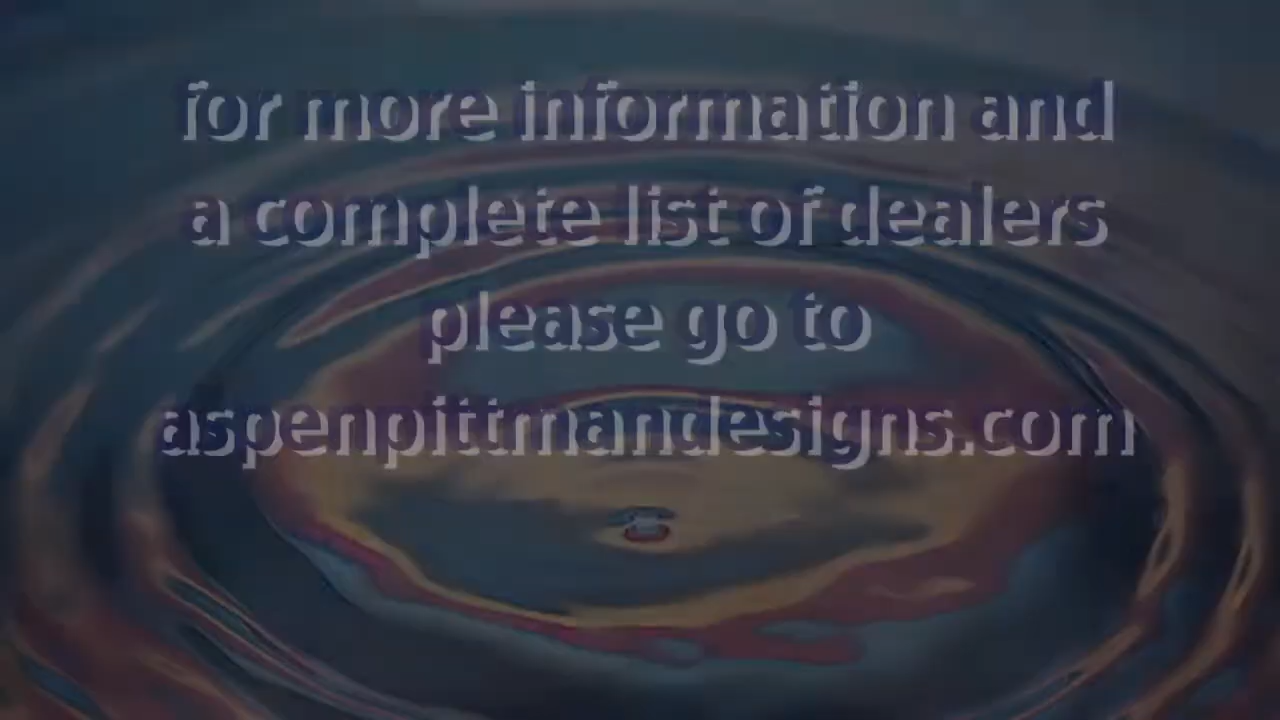 for more information and
a complete list of dealers
please go to
aspenpittmandesigns.com